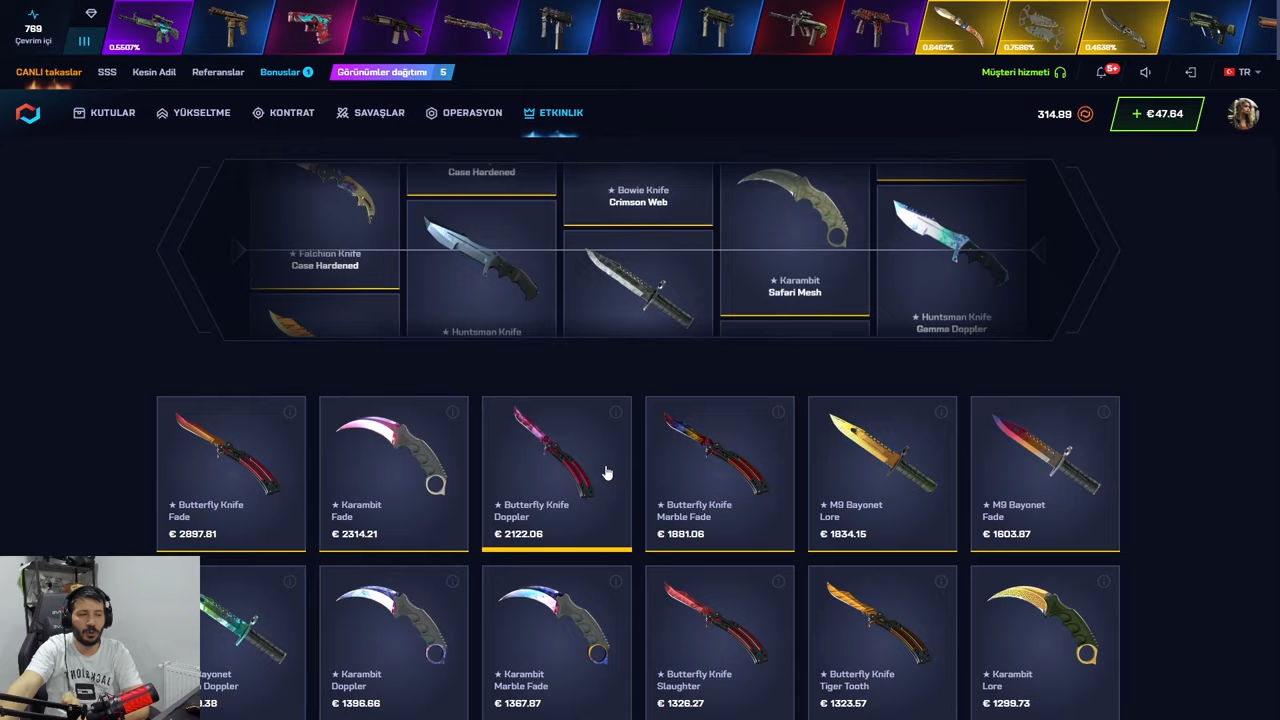 769
Çevrim içi
0.5507%
0.6462%
0.7586%
0.4638%
CANLI takaslar
SSS
Kesin Adil
Referanslar
Bonuslar 1
Görünümler dağıtımı 5
Müşteri hizmeti
5+
TR
KUTULAR
YÜKSELTME
KONTRAT
SAVAŞLAR
OPERASYON
ETKINLIK
314.89
+ €47.64
★ Falchion Knife
Case Hardened
Case Hardened
★ Huntsman Knife
★ Bowie Knife
Crimson Web
★ Karambit
Safari Mesh
★ Huntsman Knife
Gamma Doppler
★ Butterfly Knife
Fade
€ 2897.81
★ Karambit
Fade
€ 2314.21
★ Butterfly Knife
Doppler
€ 2122.06
★ Butterfly Knife
Marble Fade
€ 1881.06
★ M9 Bayonet
Lore
€ 1834.15
★ M9 Bayonet
Fade
€ 1603.87
Doppler
★ Karambit
Doppler
€ 1396.66
★ Karambit
Marble Fade
€ 1367.87
★ Butterfly Knife
Slaughter
€ 1326.27
★ Butterfly Knife
Tiger Tooth
€ 1323.57
★ Karambit
Lore
€ 1299.73